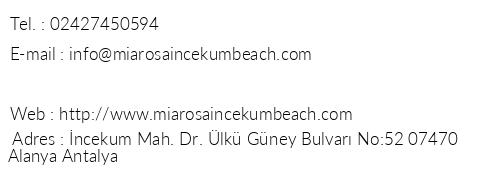 Tel. : 02427450594
E-mail : info@miarosaincekumbeach.com
Web : http://www.miarosaincekumbeach.com
Adres : İncekum Mah. Dr. Ülkü Güney Bulvarı No:52 07470
Alanya Antalya